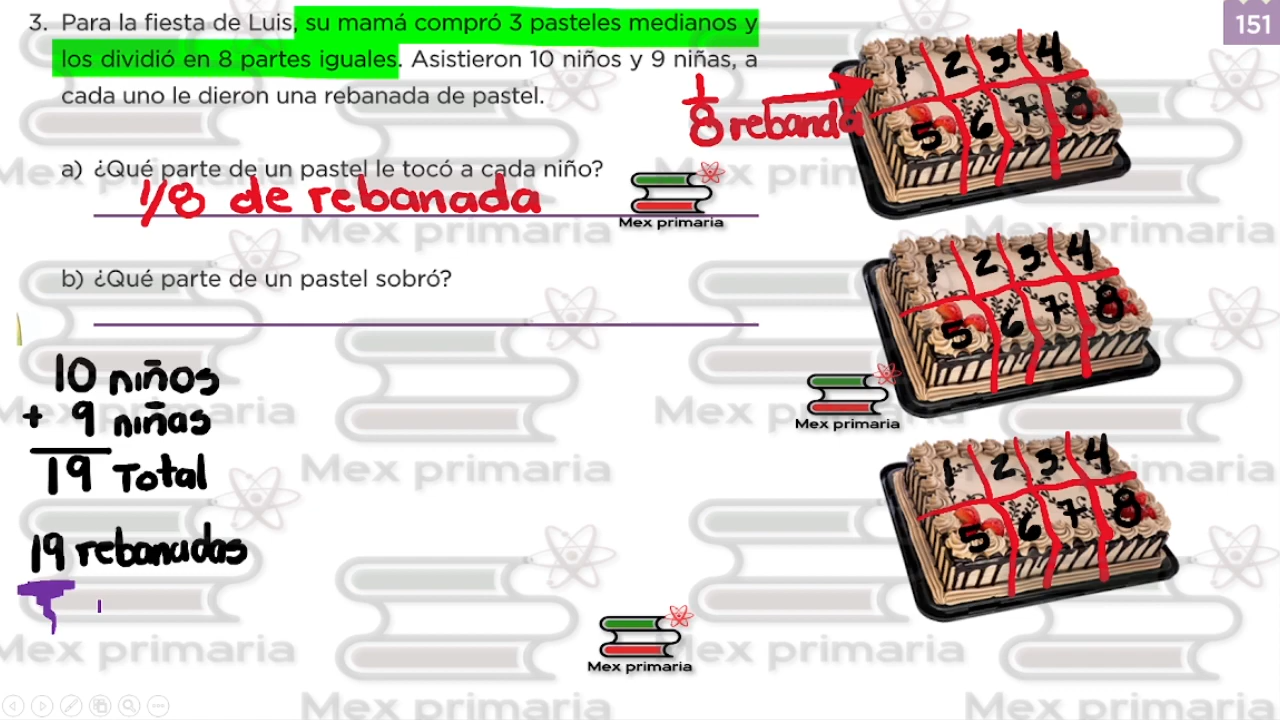 3. Para la fiesta de Luis, su mamá compró 3 pasteles medianos y
los dividió en 8 partes iguales. Asistieron 10 niños y 9 niñas, a
cada uno le dieron una rebanada de pastel.
151
1/8 rebanda
a) ¿Qué parte de un pastel le tocó a cada niño?
1/8 de rebanada
b) ¿Qué parte de un pastel sobró?
10 niños
+ 9 niñas
19 Total
19 rebanadas
1 2 3 4
5 6 7 8
1 2 3 4
5 6 7 8
1 2 3 4
5 6 7 8
Mex primaria
Mex primaria
Mex primaria